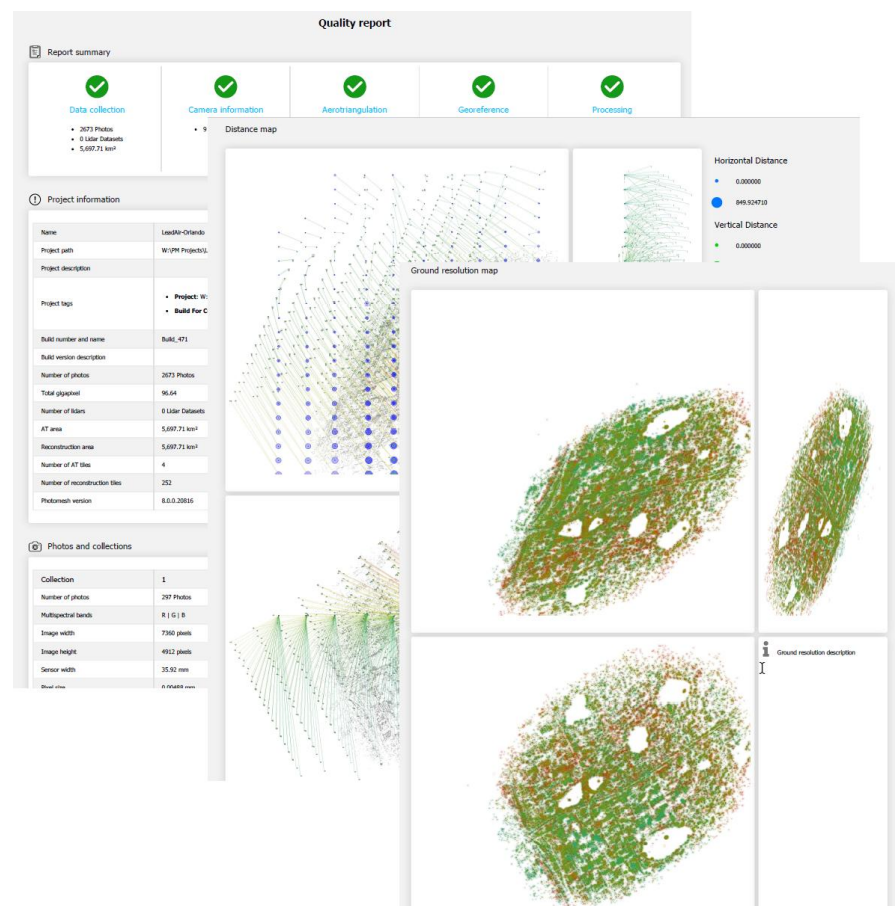 Quality report
Report summary
Data collection
Camera information
Aerotriangulation
Georeference
Processing
• 2673 Photos
• 0 Lidar Datasets
• 5,697.71 km²
• 9
Distance map
Horizontal Distance
0.000000
849.924710
Vertical Distance
0.000000
Project information
Name LeadAir-Orlando
Project path W:\PM Projects\L
Project description
Project tags
• Project: W:
• Build For C
Build number and name Build_471
Build version description
Number of photos 2673 Photos
Total gigapixel 96.64
Number of lidars 0 Lidar Datasets
AT area 5,697.71 km²
Reconstruction area 5,697.71 km²
Number of AT tiles 4
Number of reconstruction tiles 252
Photomesh version 8.0.0.20816
Ground resolution map
Ground resolution description
Photos and collections
Collection 1
Number of photos 297 Photos
Multispectral bands R | G | B
Image width 7360 pixels
Image height 4912 pixels
Sensor width 35.92 mm
Pixel size 0.00488 mm